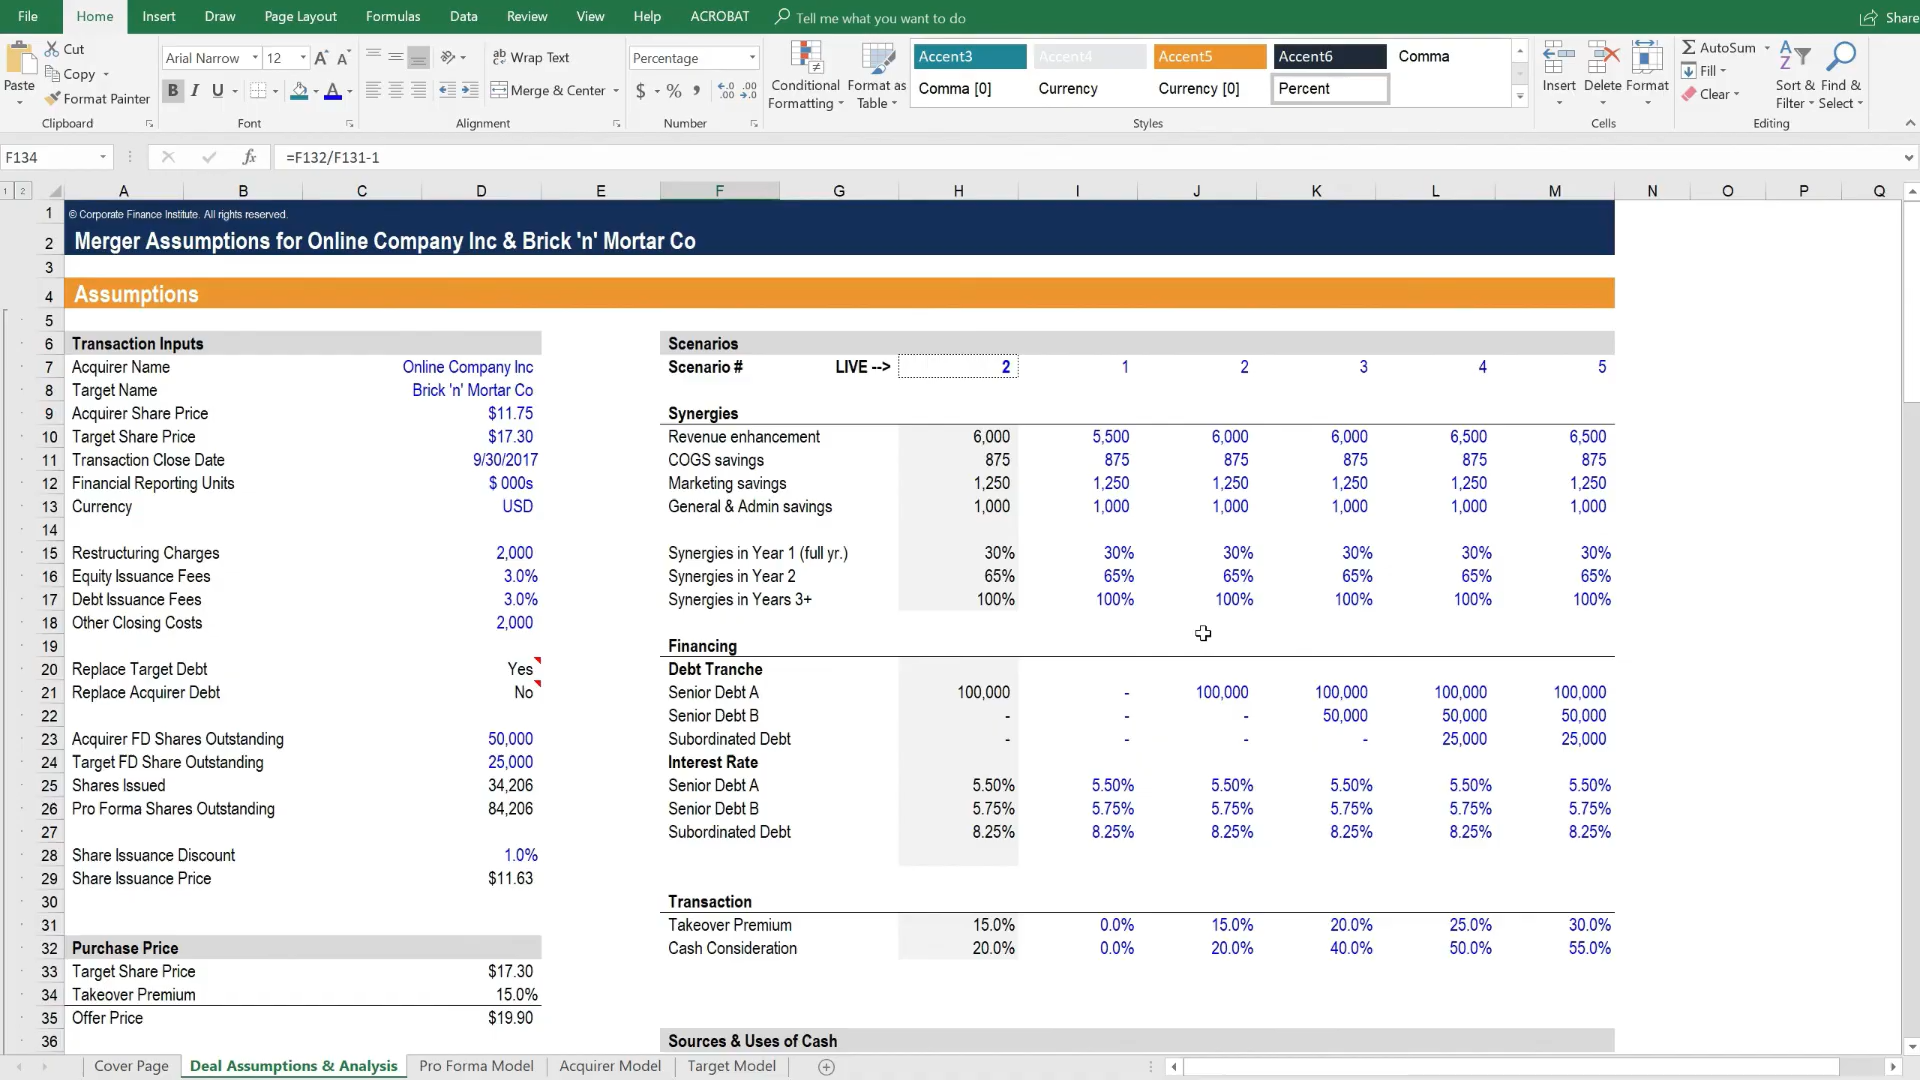 File Home Insert Draw Page Layout Formulas Data Review View Help ACROBAT Tell me what you want to do Share
Cut
Copy
Format Painter
Paste
Clipboard
Arial Narrow 12
B I U
Font
Wrap Text
Merge & Center
Alignment
Percentage
$ % ,
Number
Conditional Formatting
Format as Table
Accent3 Accent4 Accent5 Accent6 Comma
Comma [0] Currency Currency [0] Percent
Styles
Insert Delete Format
Cells
AutoSum
Fill
Clear
Sort & Filter
Find & Select
Editing
F134 fx =F132/F131-1
1 2 A B C D E F G H I J K L M N O P Q
1 © Corporate Finance Institute. All rights reserved.
2 Merger Assumptions for Online Company Inc & Brick 'n' Mortar Co
3
4 Assumptions
5
6 Transaction Inputs Scenarios
7 Acquirer Name Online Company Inc Scenario # LIVE --> 2 1 2 3 4 5
8 Target Name Brick 'n' Mortar Co
9 Acquirer Share Price $11.75 Synergies
10 Target Share Price $17.30 Revenue enhancement 6,000 5,500 6,000 6,000 6,500 6,500
11 Transaction Close Date 9/30/2017 COGS savings 875 875 875 875 875 875
12 Financial Reporting Units $ 000s Marketing savings 1,250 1,250 1,250 1,250 1,250 1,250
13 Currency USD General & Admin savings 1,000 1,000 1,000 1,000 1,000 1,000
14
15 Restructuring Charges 2,000 Synergies in Year 1 (full yr.) 30% 30% 30% 30% 30% 30%
16 Equity Issuance Fees 3.0% Synergies in Year 2 65% 65% 65% 65% 65% 65%
17 Debt Issuance Fees 3.0% Synergies in Years 3+ 100% 100% 100% 100% 100% 100%
18 Other Closing Costs 2,000
19 Financing
20 Replace Target Debt Yes Debt Tranche
21 Replace Acquirer Debt No Senior Debt A 100,000 - 100,000 100,000 100,000 100,000
22 Senior Debt B - - - 50,000 50,000 50,000
23 Acquirer FD Shares Outstanding 50,000 Subordinated Debt - - - - 25,000 25,000
24 Target FD Share Outstanding 25,000 Interest Rate
25 Shares Issued 34,206 Senior Debt A 5.50% 5.50% 5.50% 5.50% 5.50% 5.50%
26 Pro Forma Shares Outstanding 84,206 Senior Debt B 5.75% 5.75% 5.75% 5.75% 5.75% 5.75%
27 Subordinated Debt 8.25% 8.25% 8.25% 8.25% 8.25% 8.25%
28 Share Issuance Discount 1.0%
29 Share Issuance Price $11.63
30 Transaction
31 Takeover Premium 15.0% 0.0% 15.0% 20.0% 25.0% 30.0%
32 Purchase Price Cash Consideration 20.0% 0.0% 20.0% 40.0% 50.0% 55.0%
33 Target Share Price $17.30
34 Takeover Premium 15.0%
35 Offer Price $19.90
36 Sources & Uses of Cash
Cover Page Deal Assumptions & Analysis Pro Forma Model Acquirer Model Target Model